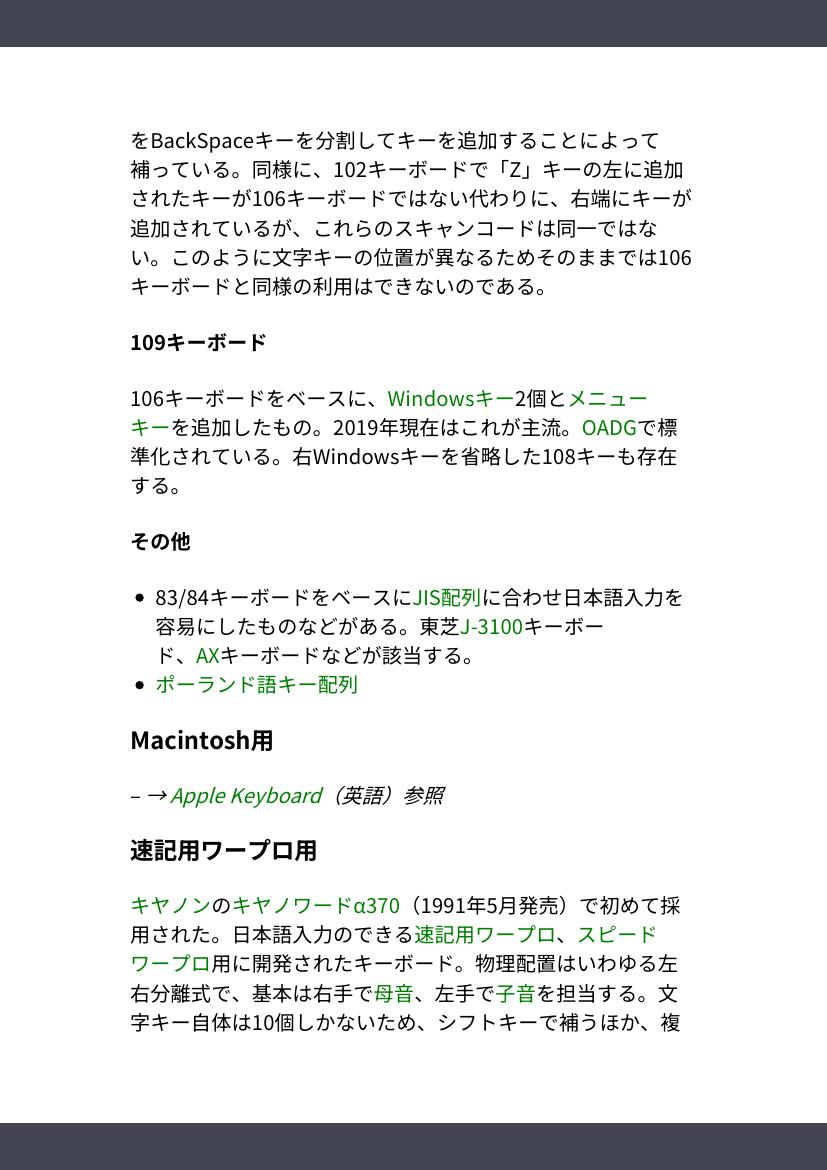 をBackSpaceキーを分割してキーを追加することによって
補っている。同様に、102キーボードで「Z」キーの左に追加
されたキーが106キーボードではない代わりに、右端にキーが
追加されているが、これらのスキャンコードは同一ではな
い。このように文字キーの位置が異なるためそのままでは106
キーボードと同様の利用はできないのである。
109キーボード
106キーボードをベースに、Windowsキー2個とメニュー
キーを追加したもの。2019年現在はこれが主流。OADGで標
準化されている。右Windowsキーを省略した108キーも存在
する。
その他
• 83/84キーボードをベースにJIS配列に合わせ日本語入力を
容易にしたものなどがある。東芝J-3100キーボー
ド、AXキーボードなどが該当する。
• ポーランド語キー配列
Macintosh用
– → Apple Keyboard（英語）参照
速記用ワープロ用
キヤノンのキヤノワードα370（1991年5月発売）で初めて採
用された。日本語入力のできる速記用ワープロ、スピード
ワープロ用に開発されたキーボード。物理配置はいわゆる左
右分離式で、基本は右手で母音、左手で子音を担当する。文
字キー自体は10個しかないため、シフトキーで補うほか、複